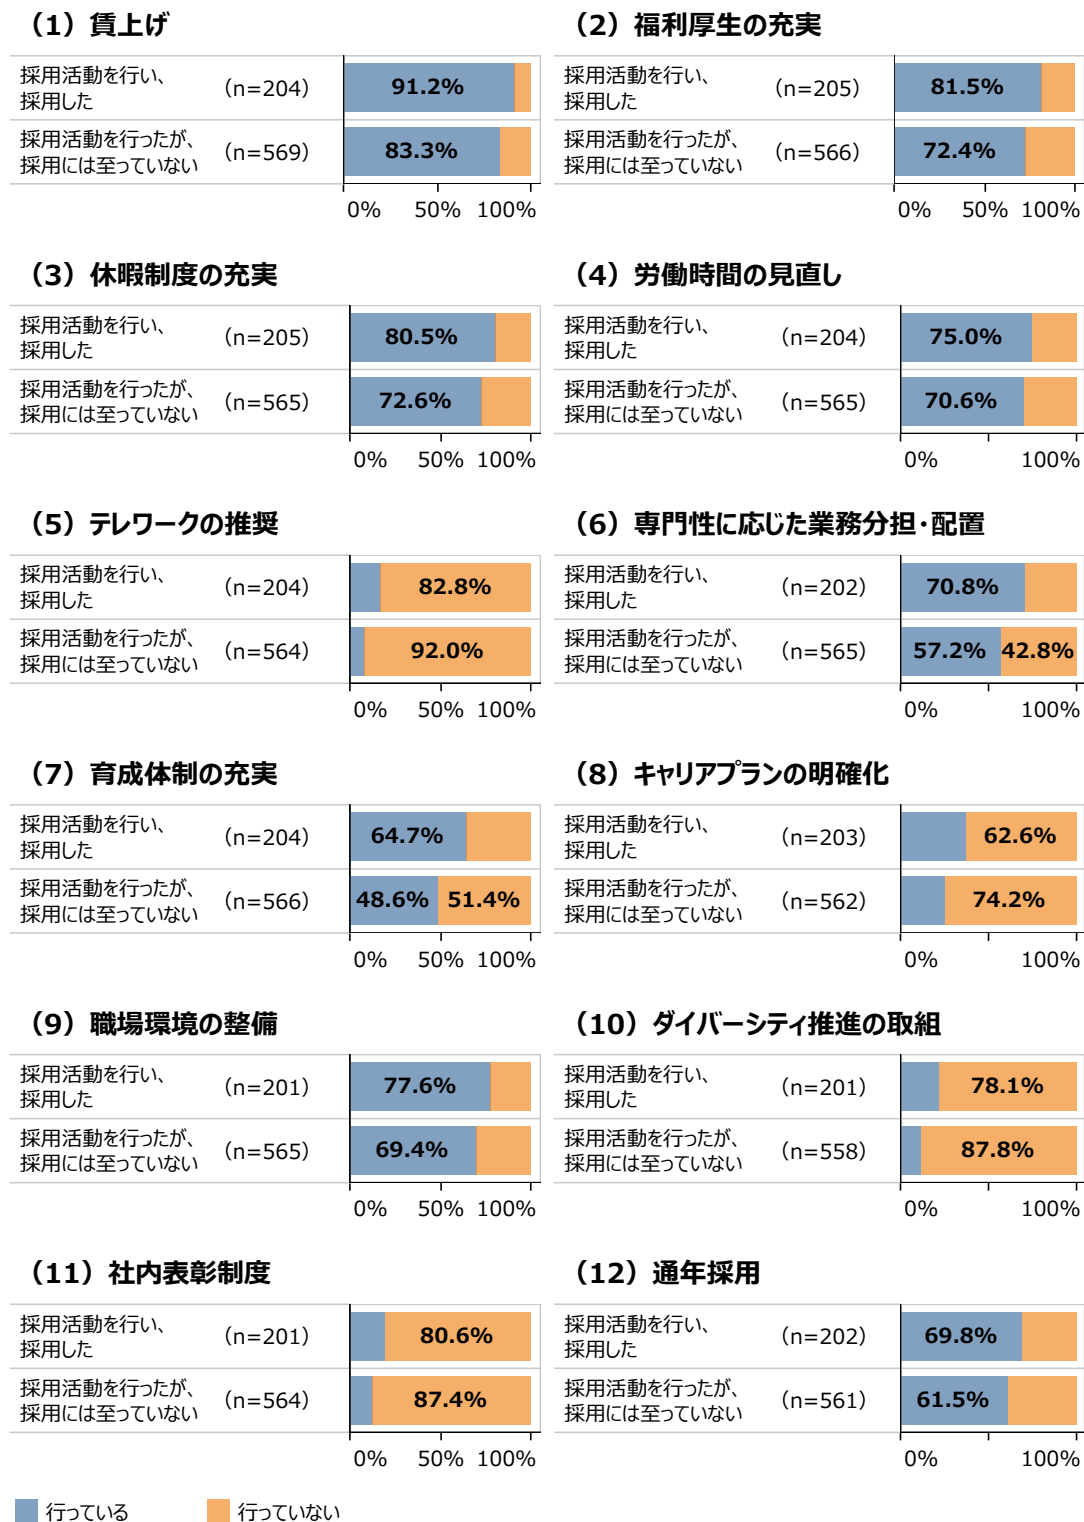 （1）賃上げ
採用活動を行い、
採用した
（n=204）
91.2%
採用活動を行ったが、
採用には至っていない
（n=569）
83.3%
0% 50% 100%
（2）福利厚生の充実
採用活動を行い、
採用した
（n=205）
81.5%
採用活動を行ったが、
採用には至っていない
（n=566）
72.4%
0% 50% 100%
（3）休暇制度の充実
採用活動を行い、
採用した
（n=205）
80.5%
採用活動を行ったが、
採用には至っていない
（n=565）
72.6%
0% 50% 100%
（4）労働時間の見直し
採用活動を行い、
採用した
（n=204）
75.0%
採用活動を行ったが、
採用には至っていない
（n=565）
70.6%
0% 100%
（5）テレワークの推奨
採用活動を行い、
採用した
（n=204）
82.8%
採用活動を行ったが、
採用には至っていない
（n=564）
92.0%
0% 50% 100%
（6）専門性に応じた業務分担・配置
採用活動を行い、
採用した
（n=202）
70.8%
採用活動を行ったが、
採用には至っていない
（n=565）
57.2% 42.8%
0% 100%
（7）育成体制の充実
採用活動を行い、
採用した
（n=204）
64.7%
採用活動を行ったが、
採用には至っていない
（n=566）
48.6% 51.4%
0% 50% 100%
（8）キャリアプランの明確化
採用活動を行い、
採用した
（n=203）
62.6%
採用活動を行ったが、
採用には至っていない
（n=562）
74.2%
0% 100%
（9）職場環境の整備
採用活動を行い、
採用した
（n=201）
77.6%
採用活動を行ったが、
採用には至っていない
（n=565）
69.4%
0% 50% 100%
（10）ダイバーシティ推進の取組
採用活動を行い、
採用した
（n=201）
78.1%
採用活動を行ったが、
採用には至っていない
（n=558）
87.8%
0% 100%
（11）社内表彰制度
採用活動を行い、
採用した
（n=201）
80.6%
採用活動を行ったが、
採用には至っていない
（n=564）
87.4%
0% 50% 100%
（12）通年採用
採用活動を行い、
採用した
（n=202）
69.8%
採用活動を行ったが、
採用には至っていない
（n=561）
61.5%
0% 100%
行っている 行っていない